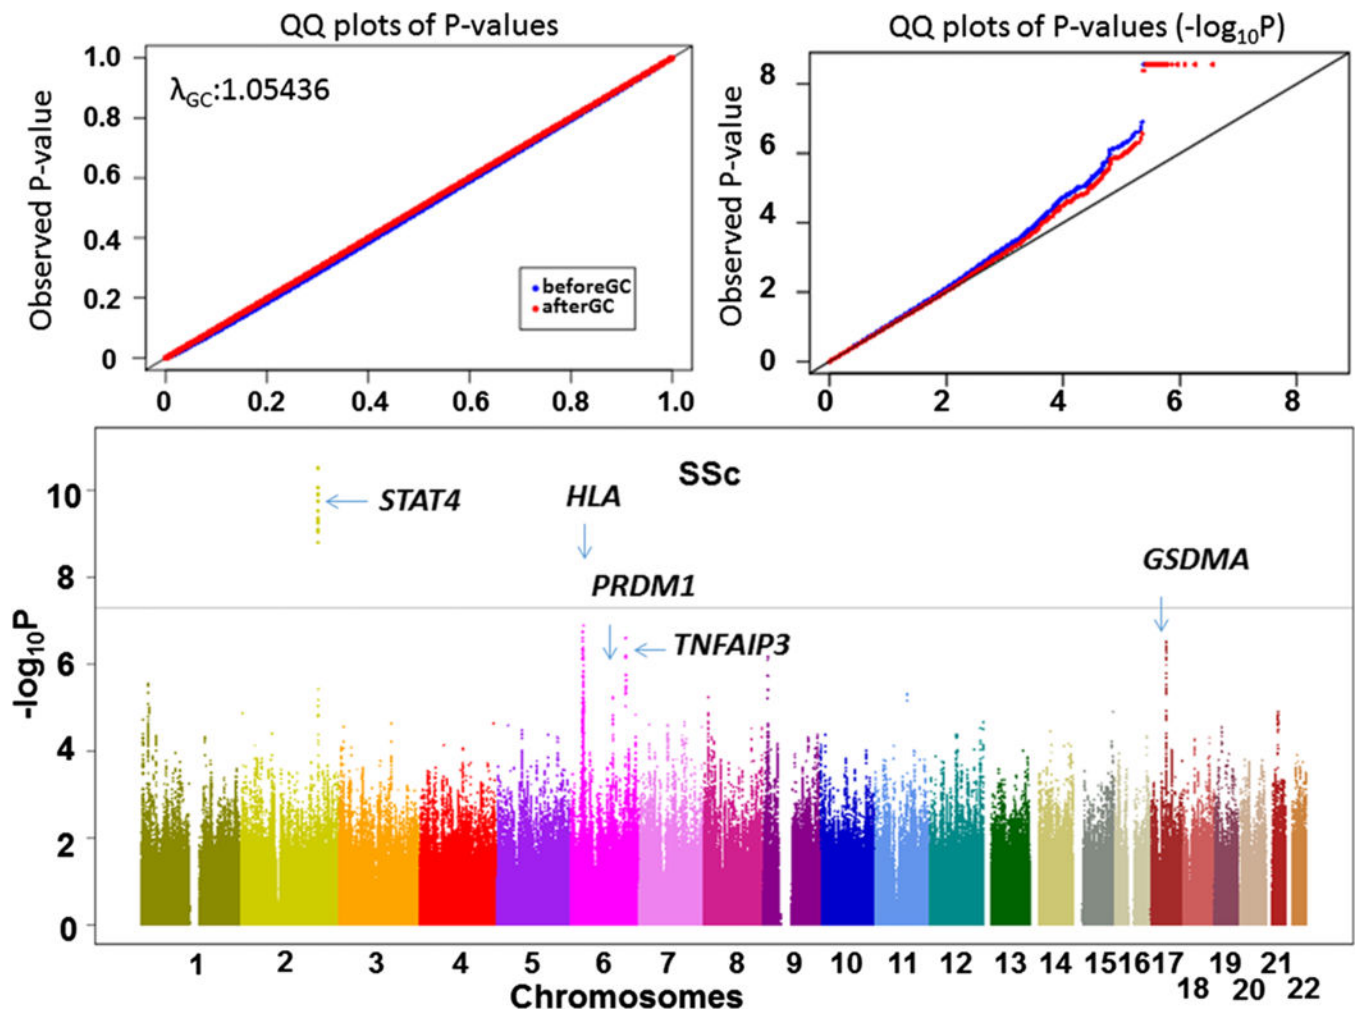 QQ plots of P-values
QQ plots of P-values (-log₁₀P)
λGC:1.05436
Observed P-value
1.0
0.8
0.6
0.4
0.2
0
beforeGC
afterGC
0 0.2 0.4 0.6 0.8 1.0
Observed P-value
8
6
4
2
0
0 2 4 6 8
SSc
-log₁₀P
10
8
6
4
2
0
STAT4
HLA
PRDM1
TNFAIP3
GSDMA
1 2 3 4 5 6 7 8 9 10 11 12 13 14 15 16 17 19 21
18 20 22
Chromosomes